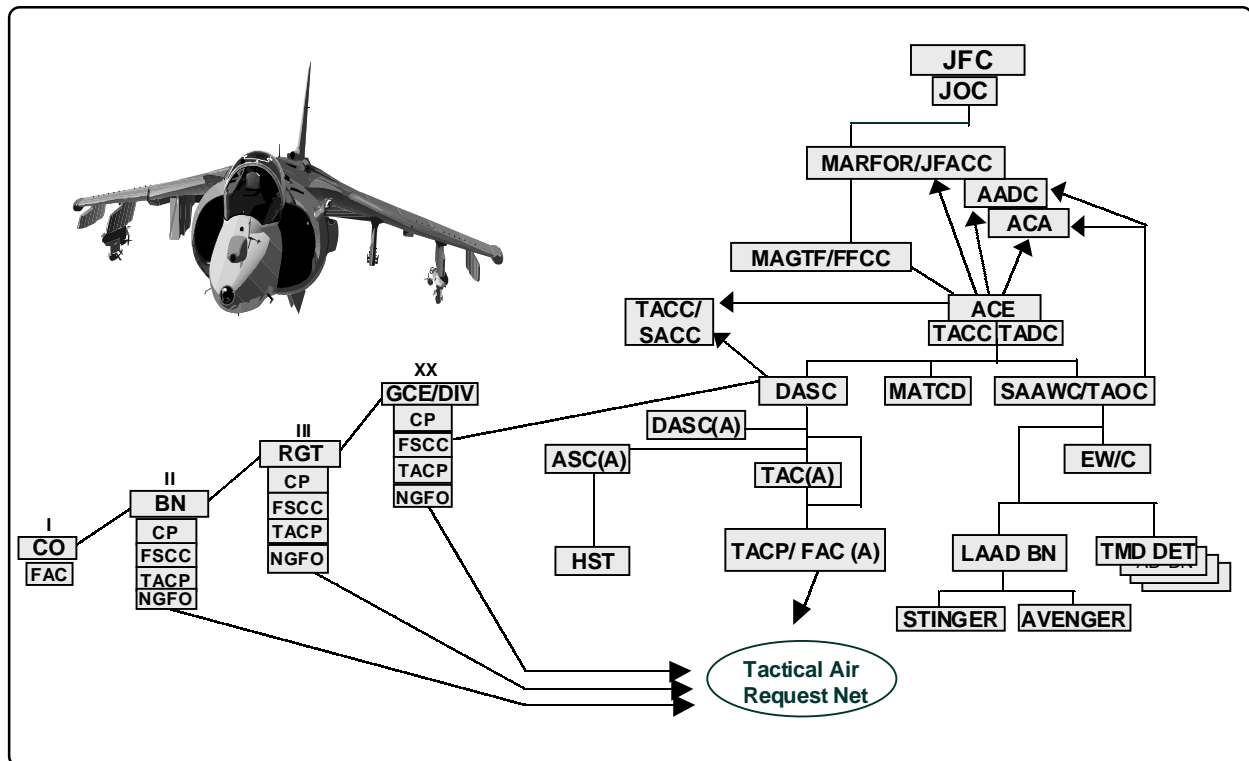 JFC
JOC
MARFOR/JFACC
AADC
ACA
MAGTF/FFCC
ACE
TACC TADC
TACC/
SACC
DASC
MATCD
SAAWC/TAOC
DASC(A)
ASC(A)
TAC(A)
EW/C
HST
TACP/ FAC (A)
LAAD BN
TMD DET
STINGER
AVENGER
XX
GCE/DIV
CP
FSCC
TACP
NGFO
III
RGT
CP
FSCC
TACP
NGFO
II
BN
CP
FSCC
TACP
NGFO
I
CO
FAC
Tactical Air
Request Net